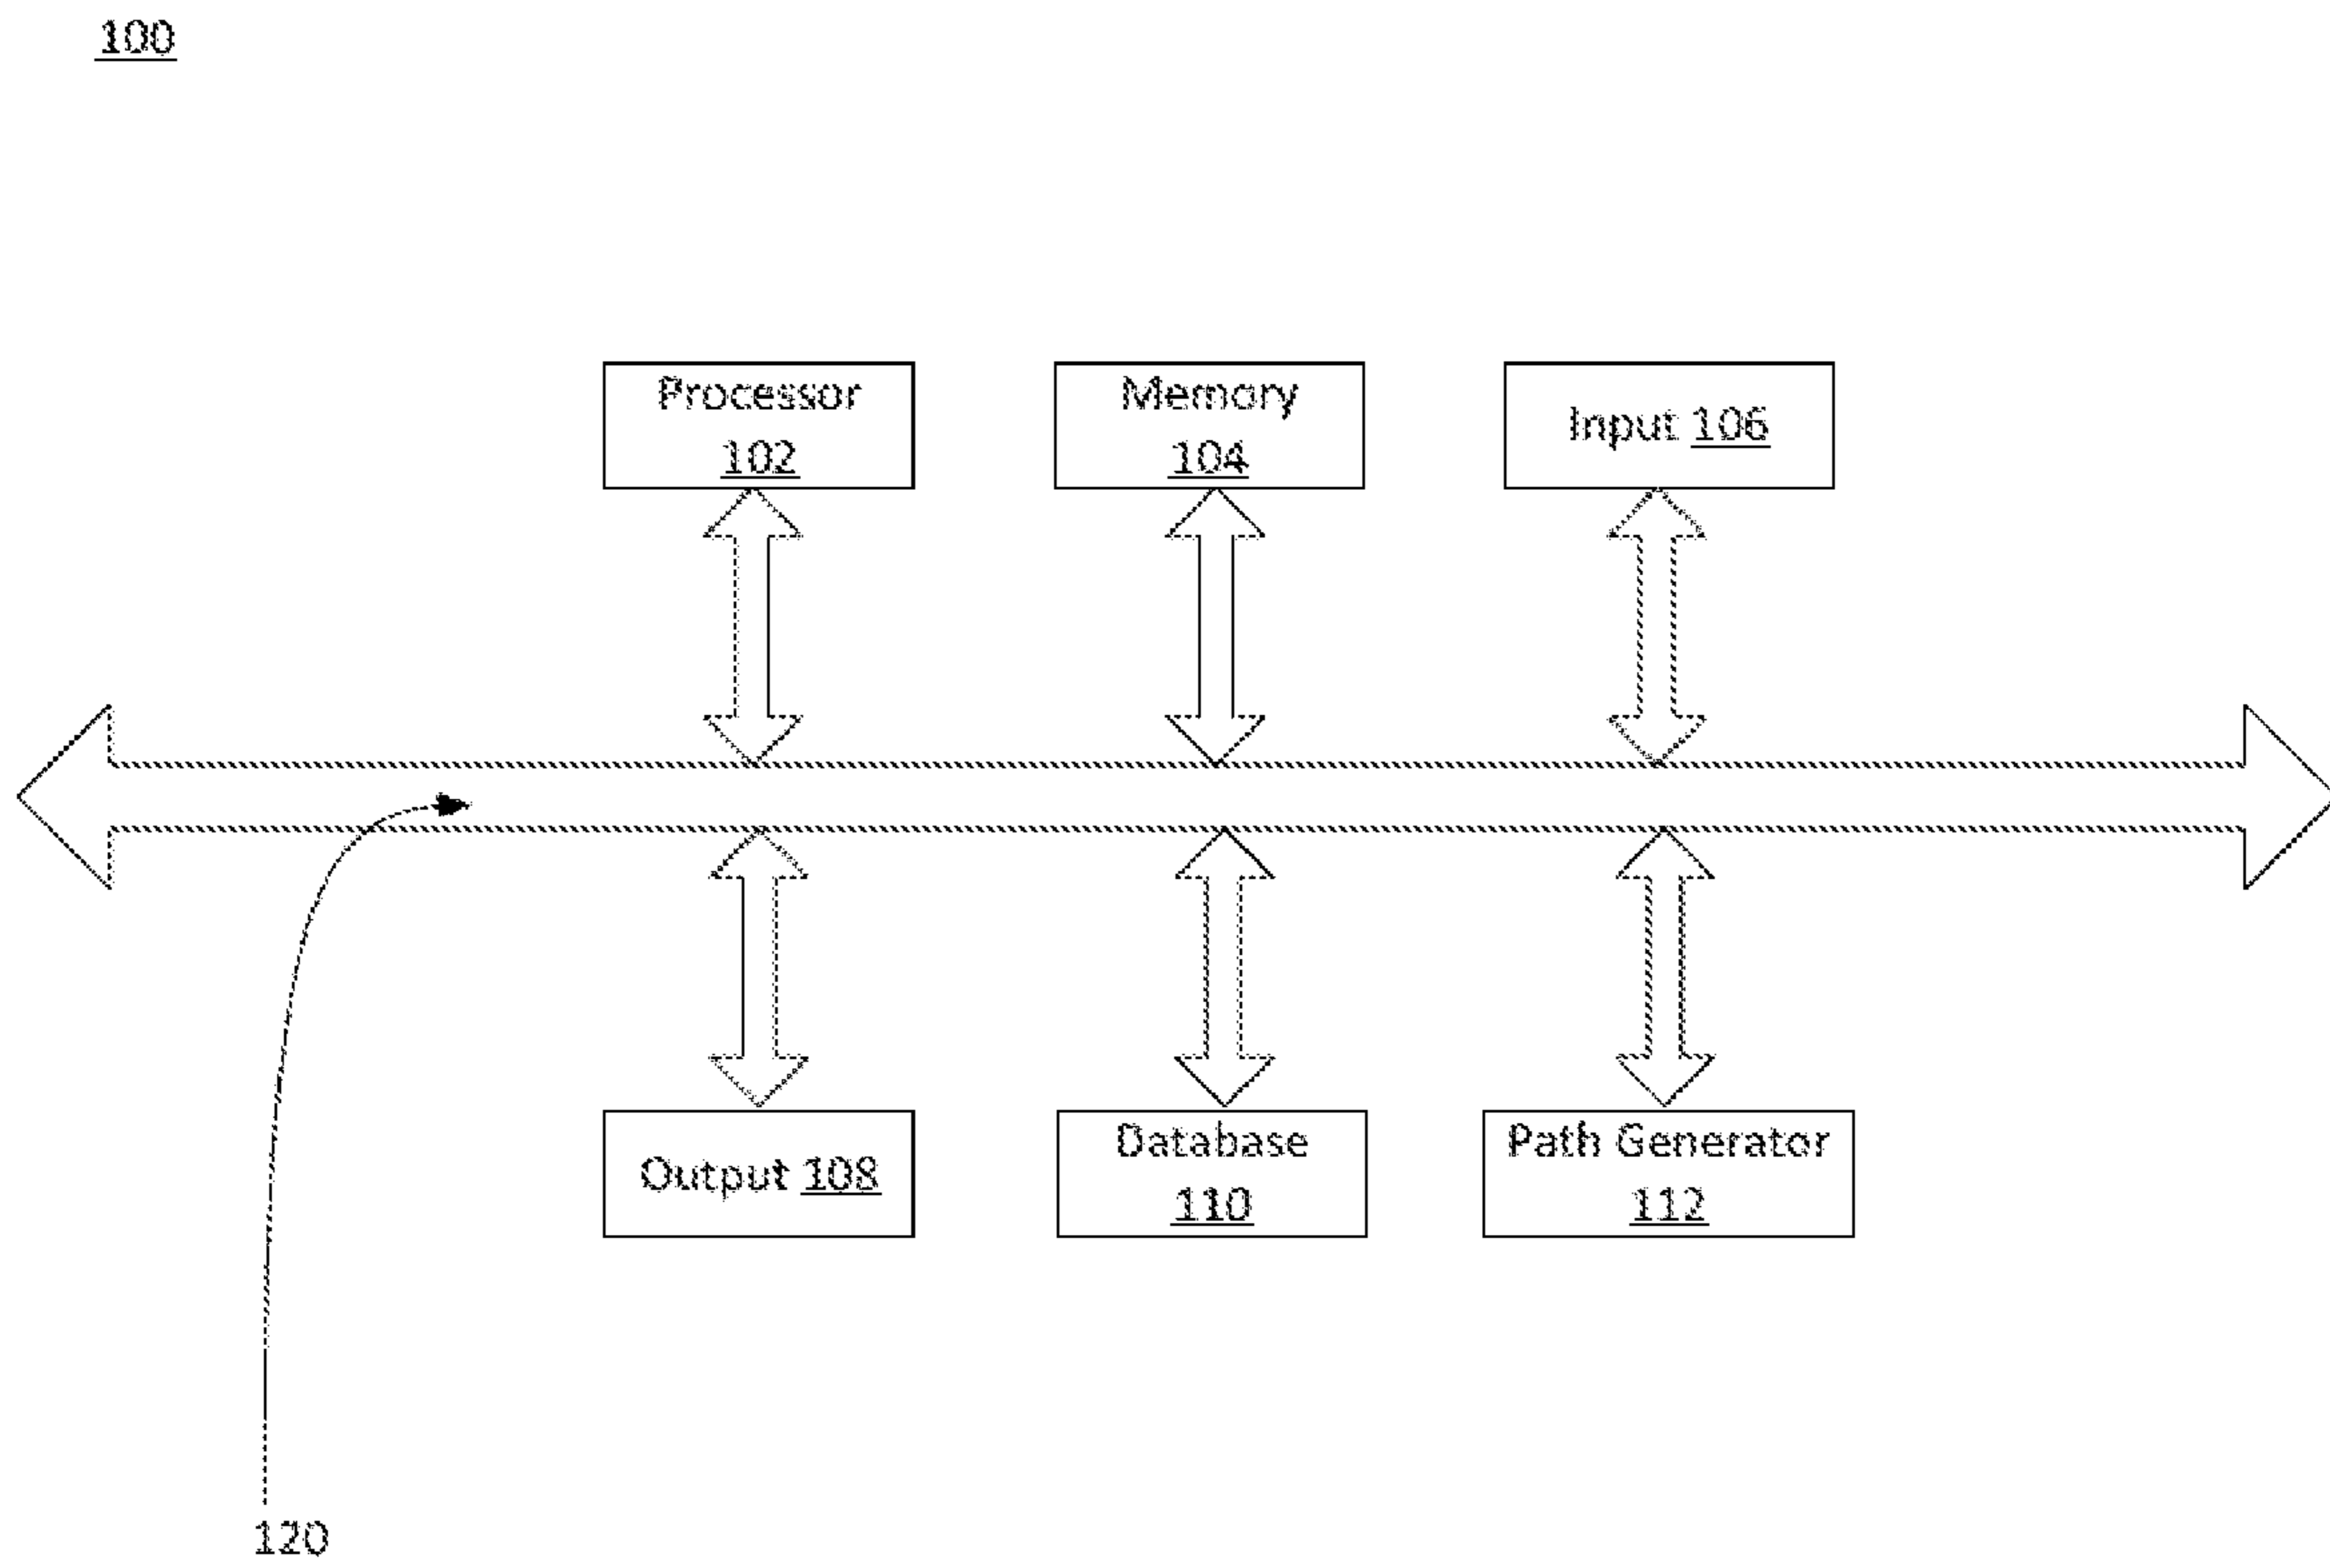 100
Processor
102
Memory
104
Input 106
Output 108
Database
110
Path Generator
112
120